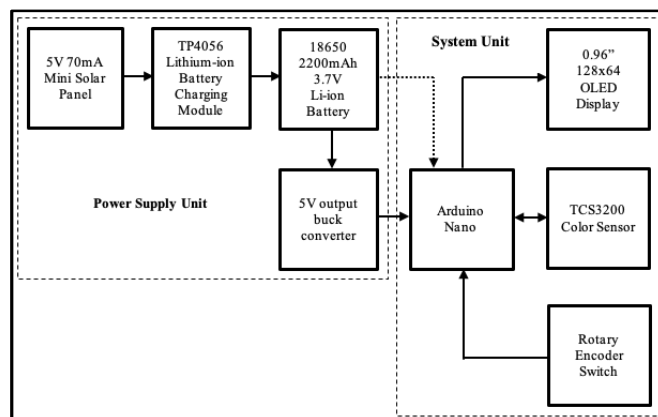 5V 70mA
Mini Solar
Panel
TP4056
Lithium-ion
Battery
Charging
Module
18650
2200mAh
3.7V
Li-ion
Battery
System Unit
0.96”
128x64
OLED
Display
Power Supply Unit
5V output
buck
converter
Arduino
Nano
TCS3200
Color Sensor
Rotary
Encoder
Switch